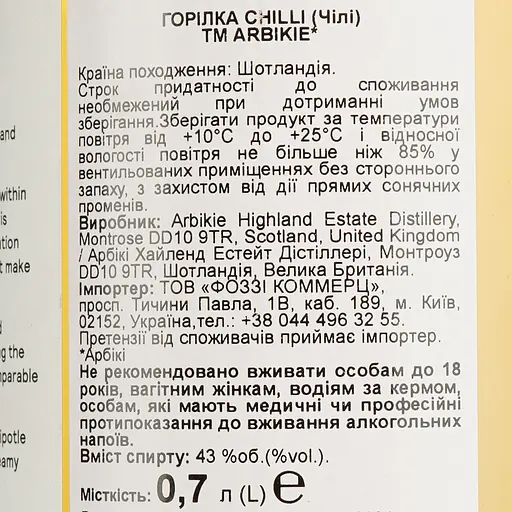 ГОРІЛКА CHILLI (Чілі)
ТМ ARBIKIE*
Країна походження: Шотландія.
Строк придатності до споживання
необмежений при дотриманні умов
зберігання.Зберігати продукт за температури
повітря від +10°С до +25°С і відносної
вологості повітря не більше ніж 85% у
вентильованих приміщеннях без стороннього
запаху, з захистом від дії прямих сонячних
променів.
Виробник: Arbikie Highland Estate Distillery,
Montrose DD10 9TR, Scotland, United Kingdom
/ Арбікі Хайленд Естейт Дістіллері, Монтроуз
DD10 9TR, Шотландія, Велика Британія.
Імпортер: ТОВ «ФОЗЗІ КОММЕРЦ»,
просп. Тичини Павла, 1В, каб. 189, м. Київ,
02152, Україна,тел.: +38 044 496 32 55.
Претензії від споживачів приймає імпортер.
*Арбікі
Не рекомендовано вживати особам до 18
років, вагітним жінкам, водіям за кермом,
особам, які мають медичні чи професійні
протипоказання до вживання алкогольних
напоїв.
Вміст спирту: 43 %об.(%vol.).
Місткість: 0,7 л (L) ℮
and
within
is
t make
g the